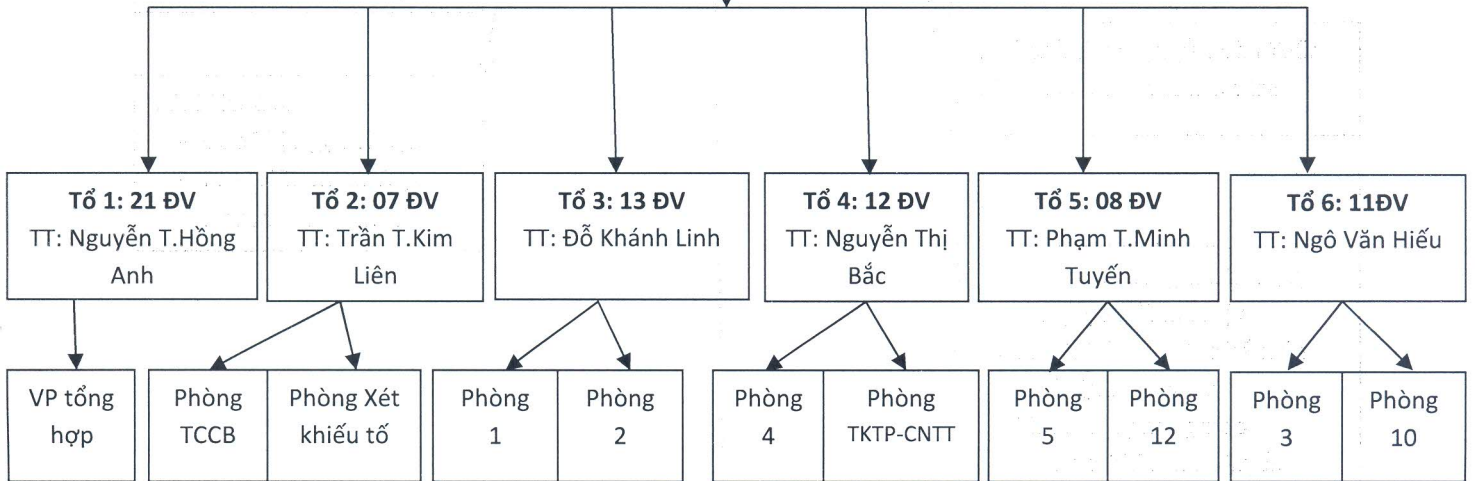 Tổ 1: 21 ĐV
TT: Nguyễn T.Hồng
Anh
Tổ 2: 07 ĐV
TT: Trần T.Kim
Liên
Tổ 3: 13 ĐV
TT: Đỗ Khánh Linh
Tổ 4: 12 ĐV
TT: Nguyễn Thị
Bắc
Tổ 5: 08 ĐV
TT: Phạm T.Minh
Tuyến
Tổ 6: 11ĐV
TT: Ngô Văn Hiếu
VP tổng
hợp
Phòng
TCCB
Phòng Xét
khiếu tố
Phòng
1
Phòng
2
Phòng
4
Phòng
TKTP-CNTT
Phòng
5
Phòng
12
Phòng
3
Phòng
10